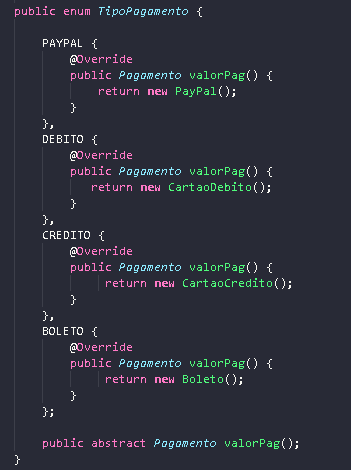 public enum TipoPagamento {
PAYPAL {
@Override
public Pagamento valorPag() {
return new PayPal();
}
},
DEBITO {
@Override
public Pagamento valorPag() {
return new CartaoDebito();
}
},
CREDITO {
@Override
public Pagamento valorPag() {
return new CartaoCredito();
}
},
BOLETO {
@Override
public Pagamento valorPag() {
return new Boleto();
}
};
public abstract Pagamento valorPag();
}